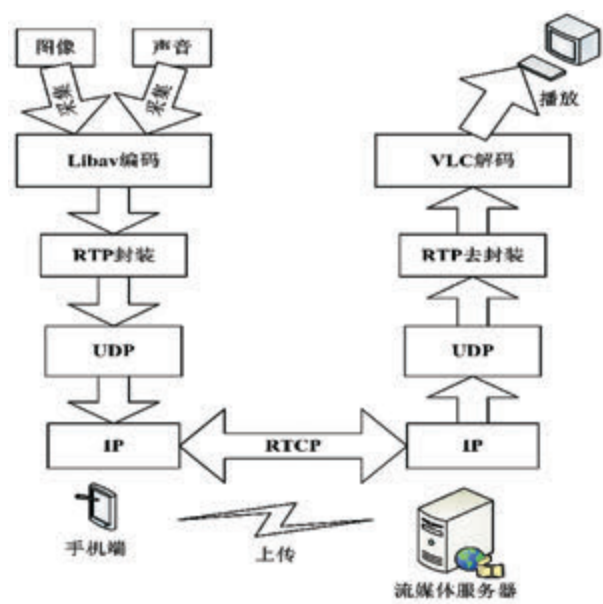 图像
声音
采集
采集
Libav编码
RTP封装
UDP
IP
RTCP
手机端
上传
播放
VLC解码
RTP去封装
UDP
IP
流媒体服务器